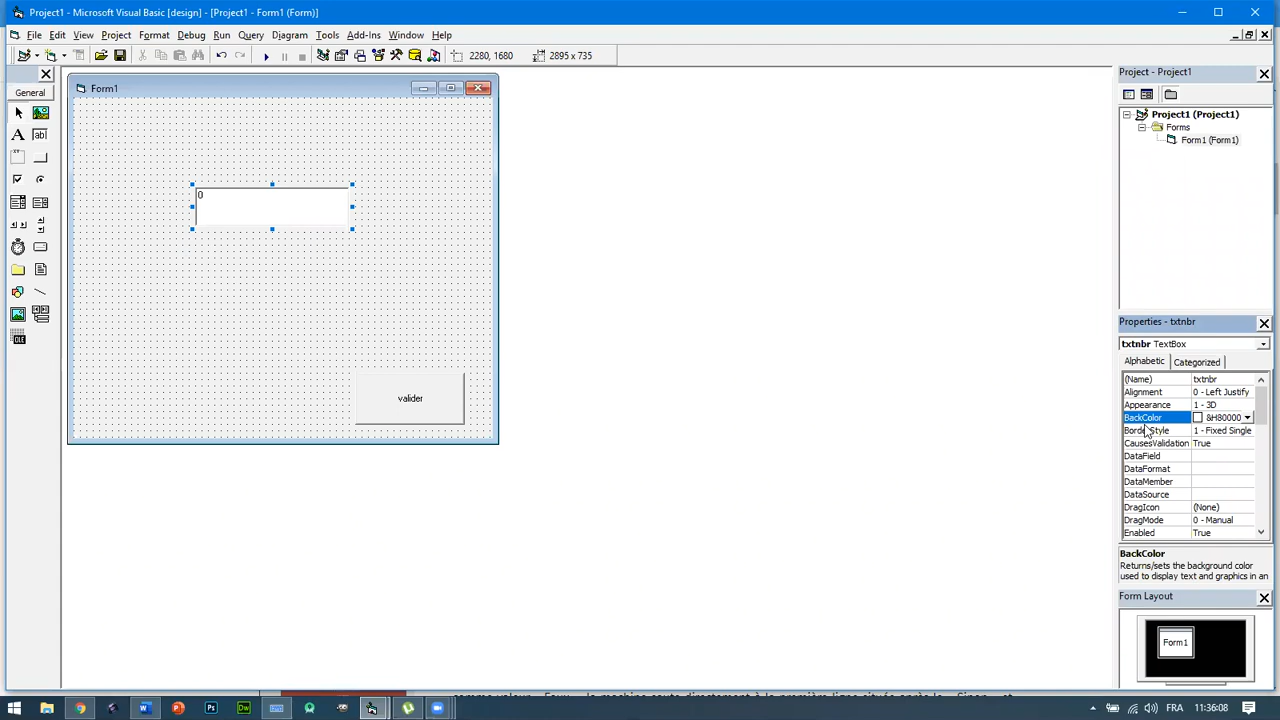 Project1 - Microsoft Visual Basic [design] - [Project1 - Form1 (Form)]
File Edit View Project Format Debug Run Query Diagram Tools Add-Ins Window Help
2280, 1680 2895 x 735
General
Form1
0
valider
Project - Project1
Project1 (Project1)
Forms
Form1 (Form1)
Properties - txtnbr
txtnbr TextBox
Alphabetic Categorized
(Name) txtnbr
Alignment 0 - Left Justify
Appearance 1 - 3D
BackColor &H80000
BorderStyle 1 - Fixed Single
CausesValidation True
DataField
DataFormat
DataMember
DataSource
DragIcon (None)
DragMode 0 - Manual
Enabled True
BackColor
Returns/sets the background color
used to display text and graphics in an
Form Layout
Form1
FRA 11:36:08